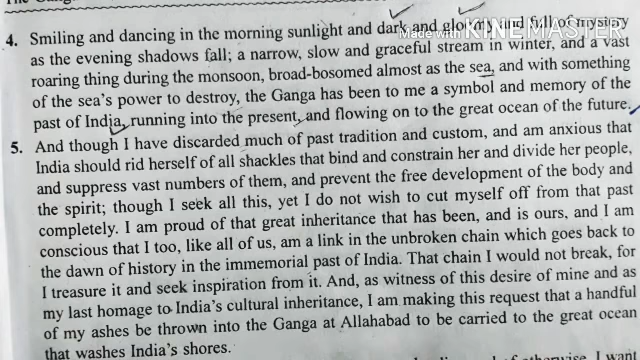 Made with KINEMASTER
4. Smiling and dancing in the morning sunlight and dark and gloomy and full of mystery
as the evening shadows fall; a narrow, slow and graceful stream in winter, and a vast
roaring thing during the monsoon, broad-bosomed almost as the sea, and with something
of the sea's power to destroy, the Ganga has been to me a symbol and memory of the
past of India, running into the present, and flowing on to the great ocean of the future.
5. And though I have discarded much of past tradition and custom, and am anxious that
India should rid herself of all shackles that bind and constrain her and divide her people,
and suppress vast numbers of them, and prevent the free development of the body and
the spirit; though I seek all this, yet I do not wish to cut myself off from that past
completely. I am proud of that great inheritance that has been, and is ours, and I am
conscious that I too, like all of us, am a link in the unbroken chain which goes back to
the dawn of history in the immemorial past of India. That chain I would not break, for
I treasure it and seek inspiration from it. And, as witness of this desire of mine and as
my last homage to India's cultural inheritance, I am making this request that a handful
of my ashes be thrown into the Ganga at Allahabad to be carried to the great ocean
that washes India's shores.
I want